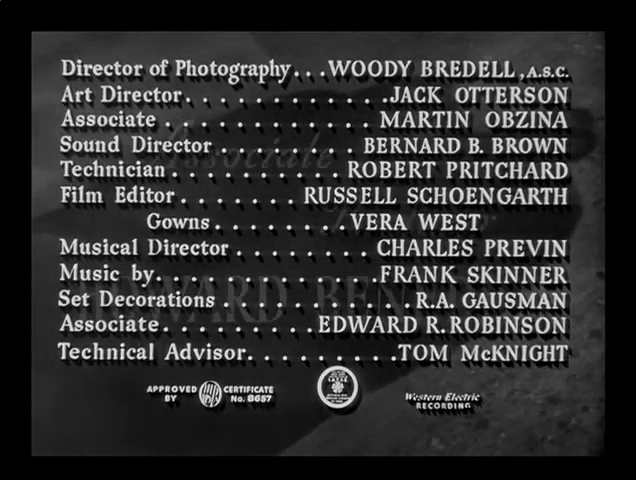 Director of Photography...WOODY BREDELL, A.S.C.
Art Director.............JACK OTTERSON
Associate.............MARTIN OBZINA
Sound Director.........BERNARD B. BROWN
Technician..........ROBERT PRITCHARD
Film Editor.......RUSSELL SCHOENGARTH
Gowns........VERA WEST
Musical Director.........CHARLES PREVIN
Music by..............FRANK SKINNER
Set Decorations............R.A. GAUSMAN
Associate.........EDWARD R. ROBINSON
Technical Advisor.........TOM McKNIGHT
APPROVED BY
CERTIFICATE No. 8657
Western Electric
RECORDING
Associate